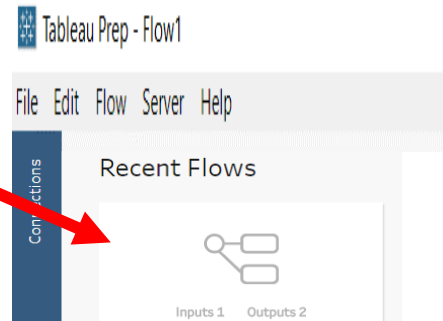 Tableau Prep - Flow1
File Edit Flow Server Help
Connections
Recent Flows
Inputs 1 Outputs 2